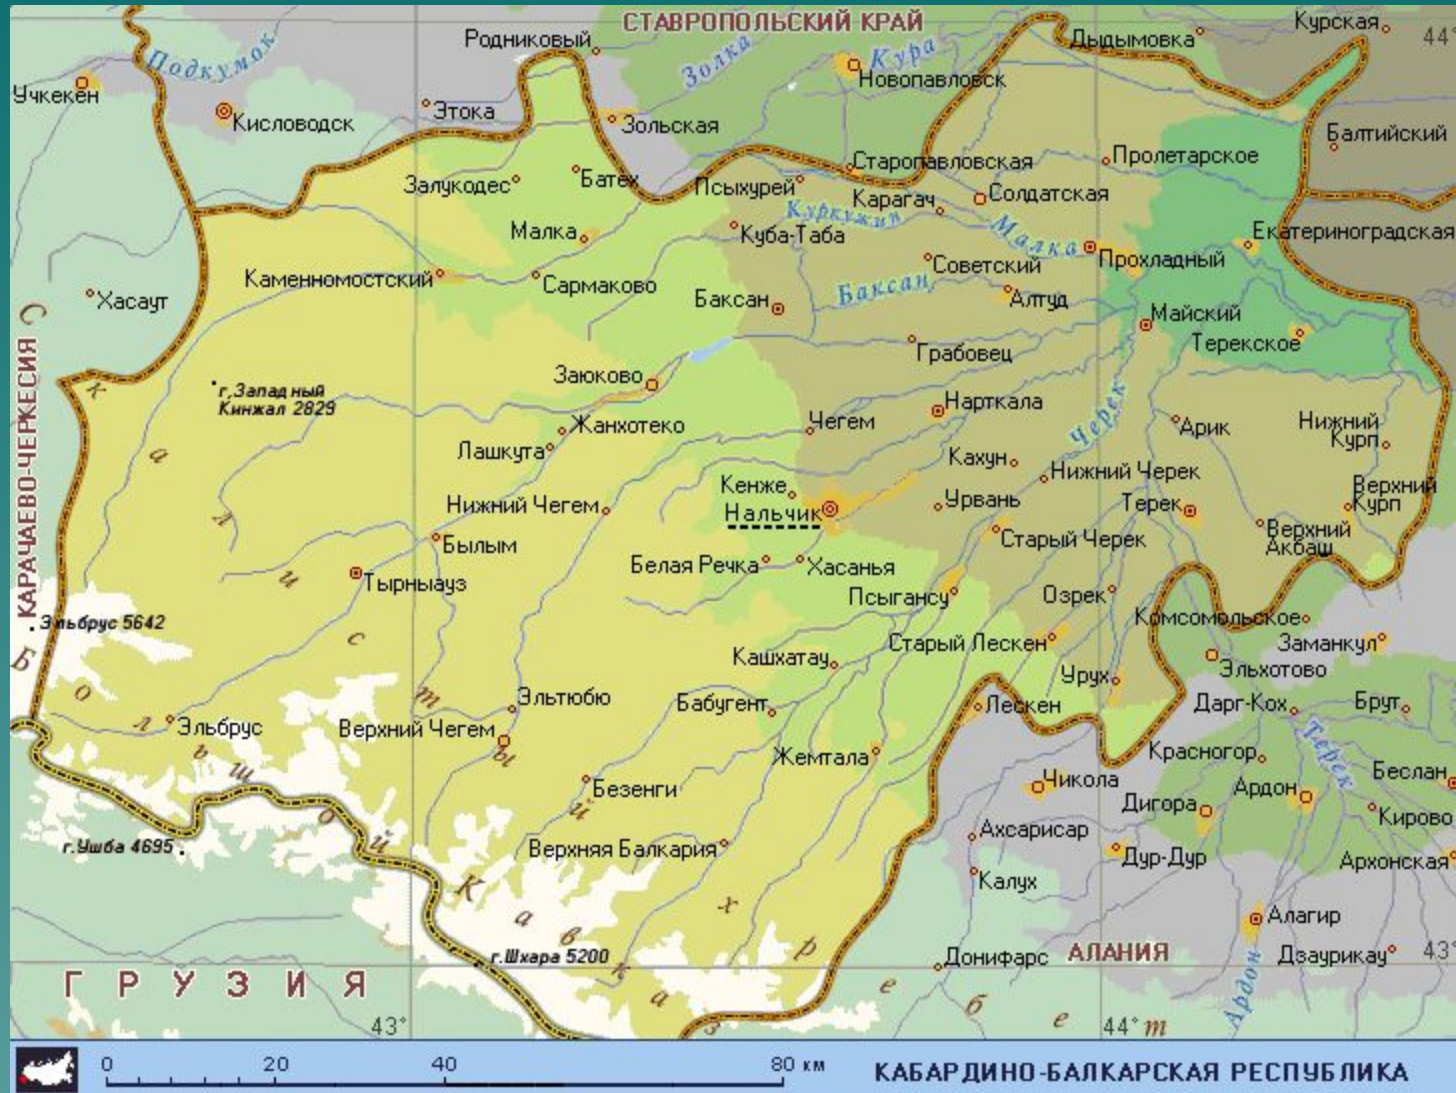 СТАВРОПОЛЬСКИЙ КРАЙ
Курская
44°
Родниковый
Дыдымовка
Подкумок
Золка
Кура
Новопавловск
Учкекен
Этока
Кисловодск
Зольская
Балтийский
Старопавловская
Пролетарское
Залукодес
Батех
Псыхурей
Карагач
Солдатская
Куркужин
Малка
Малка
Куба-Таба
Екатериноградская
Советский
Прохладный
Каменномостский
Сармаково
Баксан
Баксан
Алтуд
Хасаут
Майский
Терекское
КАРАЧАЕВО-ЧЕРКЕСИЯ
С к а л и с т ы й
Грабовец
Заюково
г.Западный
Кинжал 2829
Нарткала
Черек
Жанхотеко
Чегем
Арик
Нижний
Курп
Лашкута
Кахун
Нижний Черек
Кенже
Верхний
Курп
Нижний Чегем
Нальчик
Урвань
Терек
Былым
Старый Черек
Верхний
Акбаш
Белая Речка
Хасанья
Тырныауз
Псыгансу
Озрек
Эльбрус 5642
Комсомольское
Заманкул
Старый Лескен
Кашхатау
Эльхотово
Урух
Эльтюбю
Бабугент
Лескен
Дарг-Кох
Брут
Эльбрус
Верхний Чегем
Терек
Жемтала
Красногор
Беслан
Безенги
Чикола
Ардон
Дигора
Кирово
г.Ушба 4695
Ахсарисар
Верхняя Балкария
Дур-Дур
Архонская
Калух
Б о л ь ш о й К а в к а з
х р е б е т
Алагир
г.Шхара 5200
Донифарс
АЛАНИЯ
Дзаурикау
43°
ГРУЗИЯ
Ардон
43°
44°
0 20 40 80 км
КАБАРДИНО-БАЛКАРСКАЯ РЕСПУБЛИКА